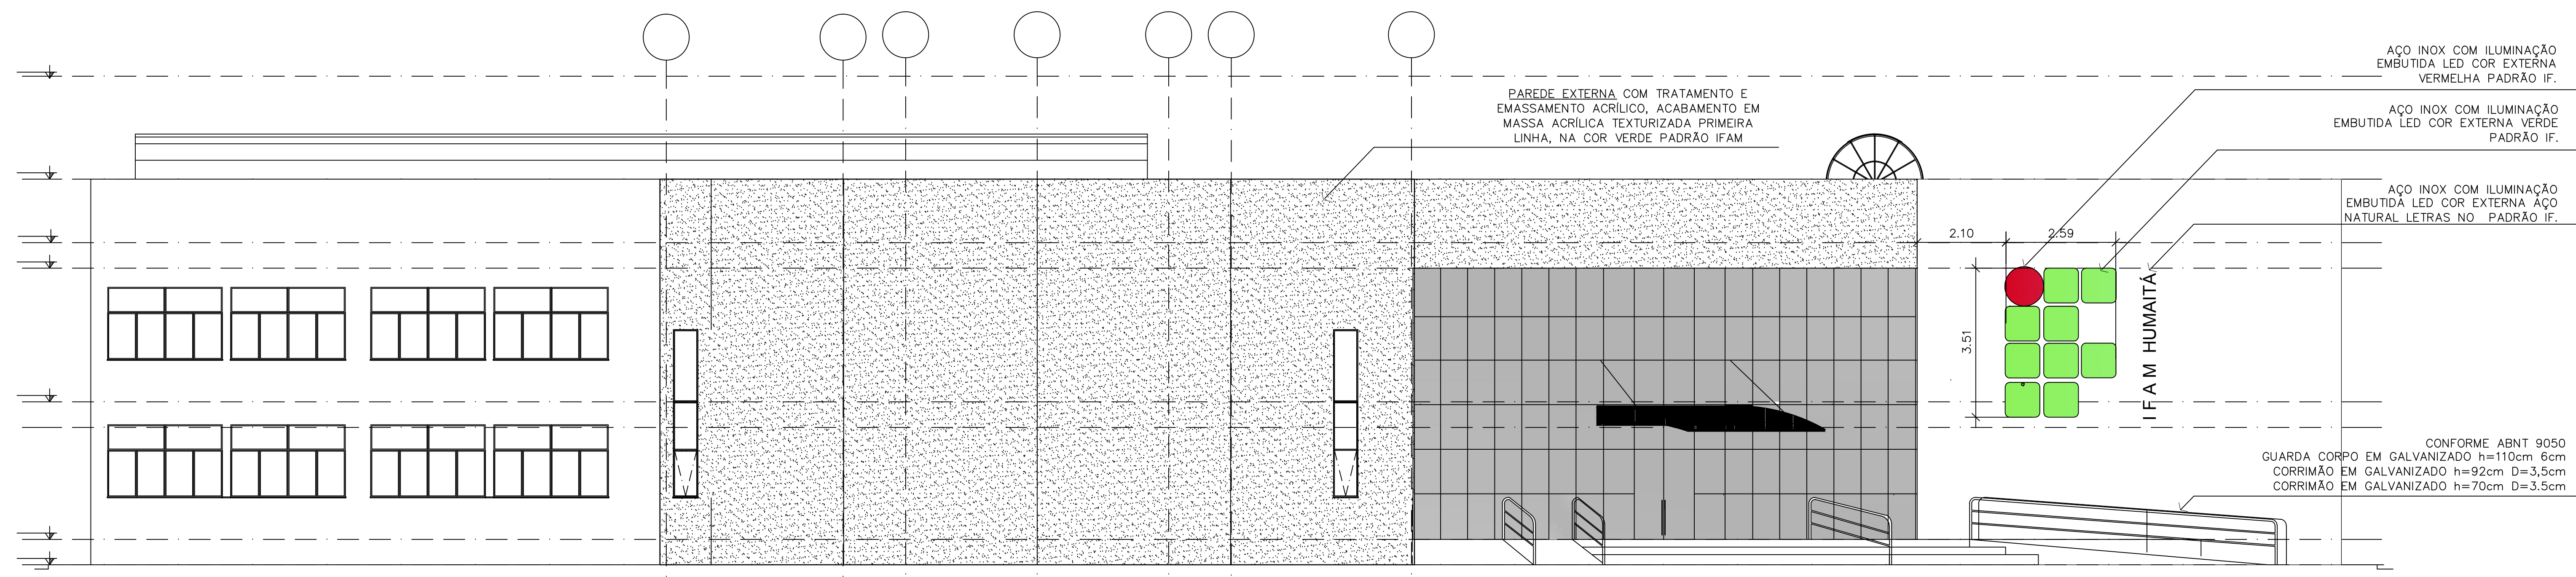 AÇO INOX COM ILUMINAÇÃO
EMBUTIDA LED COR EXTERNA
VERMELHA PADRÃO IF.
PAREDE EXTERNA COM TRATAMENTO E
EMASSAMENTO ACRÍLICO, ACABAMENTO EM
MASSA ACRÍLICA TEXTURIZADA PRIMEIRA
LINHA, NA COR VERDE PADRÃO IFAM
AÇO INOX COM ILUMINAÇÃO
EMBUTIDA LED COR EXTERNA VERDE
PADRÃO IF.
AÇO INOX COM ILUMINAÇÃO
EMBUTIDA LED COR EXTERNA AÇO
NATURAL LETRAS NO PADRÃO IF.
2.10
2.59
3.51
IFAM HUMAITÁ
CONFORME ABNT 9050
GUARDA CORPO EM GALVANIZADO h=110cm 6cm
CORRIMÃO EM GALVANIZADO h=92cm D=3,5cm
CORRIMÃO EM GALVANIZADO h=70cm D=3.5cm